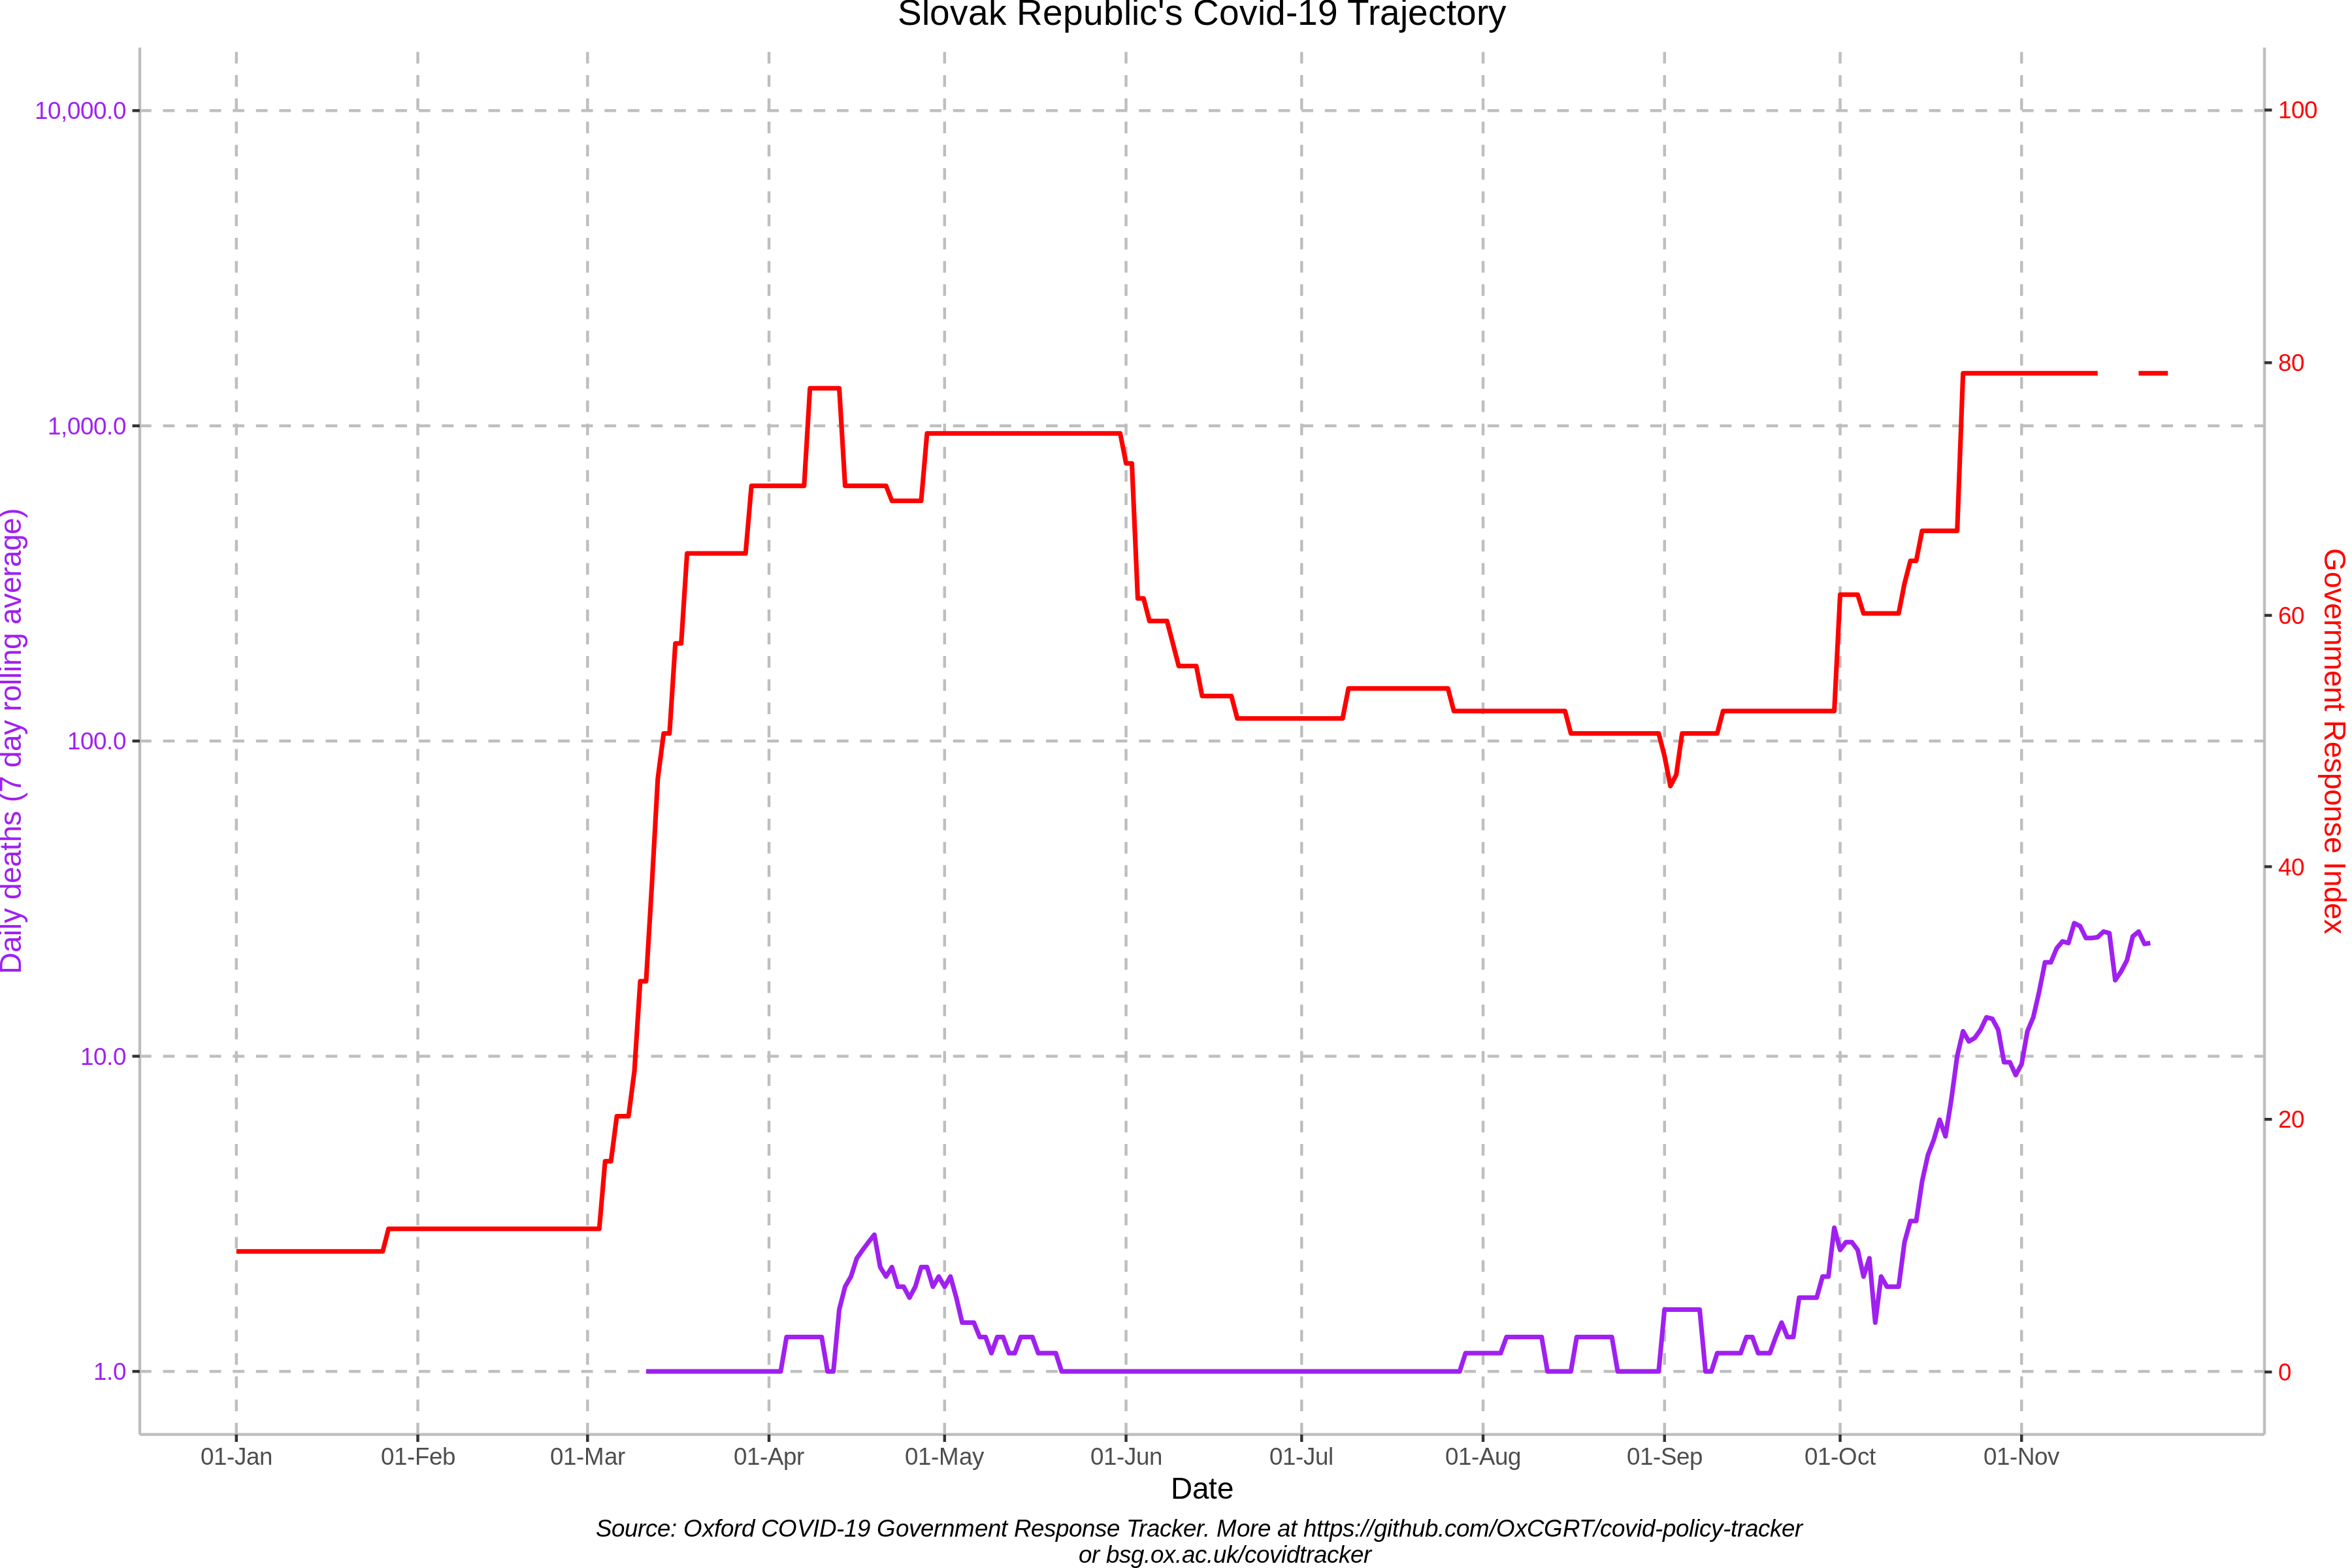 Slovak Republic's Covid-19 Trajectory
10,000.0
1,000.0
100.0
10.0
1.0
Daily deaths (7 day rolling average)
100
80
60
40
20
0
Government Response Index
01-Jan 01-Feb 01-Mar 01-Apr 01-May 01-Jun 01-Jul 01-Aug 01-Sep 01-Oct 01-Nov
Date
Source: Oxford COVID-19 Government Response Tracker. More at https://github.com/OxCGRT/covid-policy-tracker
or bsg.ox.ac.uk/covidtracker